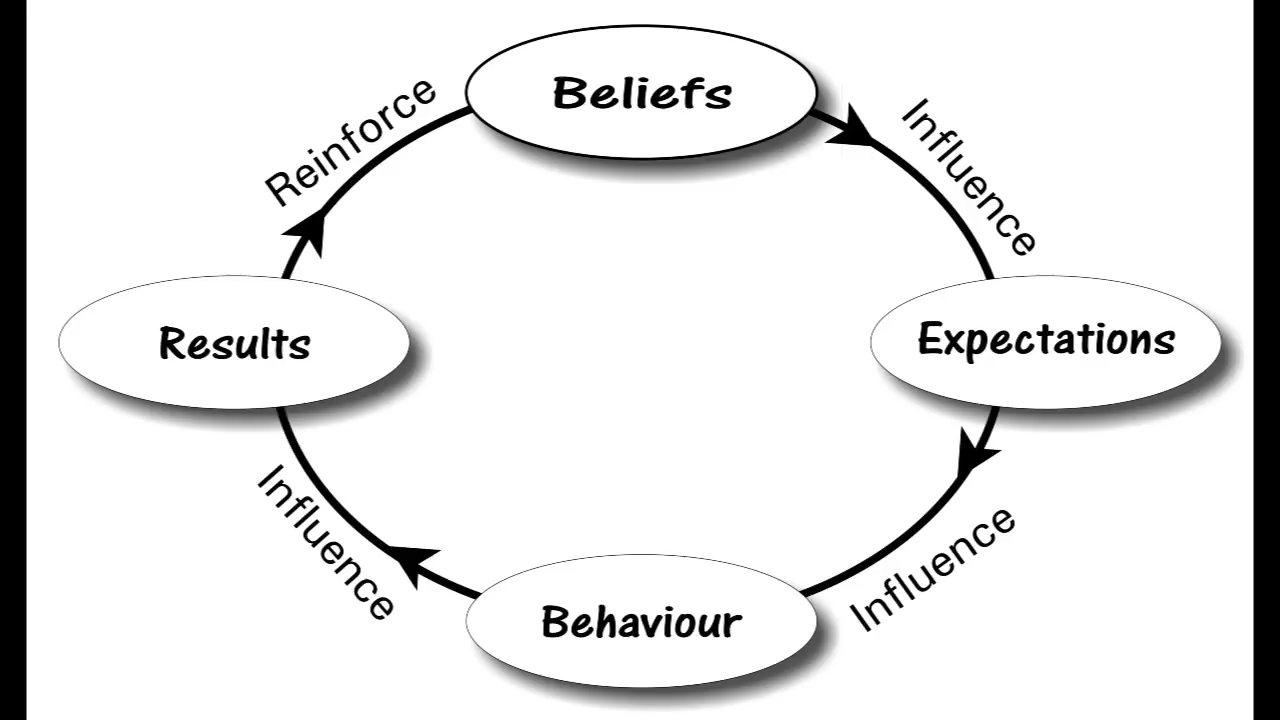 Beliefs
Influence
Expectations
Influence
Behaviour
Influence
Results
Reinforce